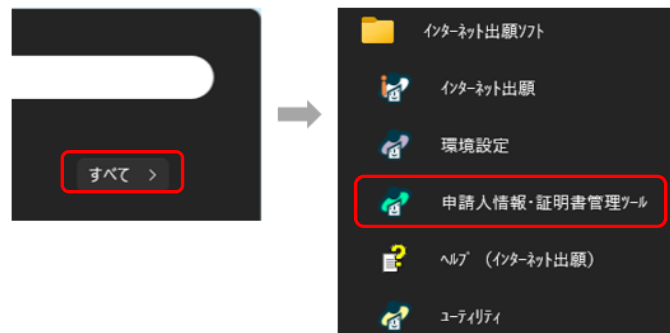 すべて >
インターネット出願ソフト
インターネット出願
環境設定
申請人情報・証明書管理ツール
ヘルプ （インターネット出願）
ユーティリティ